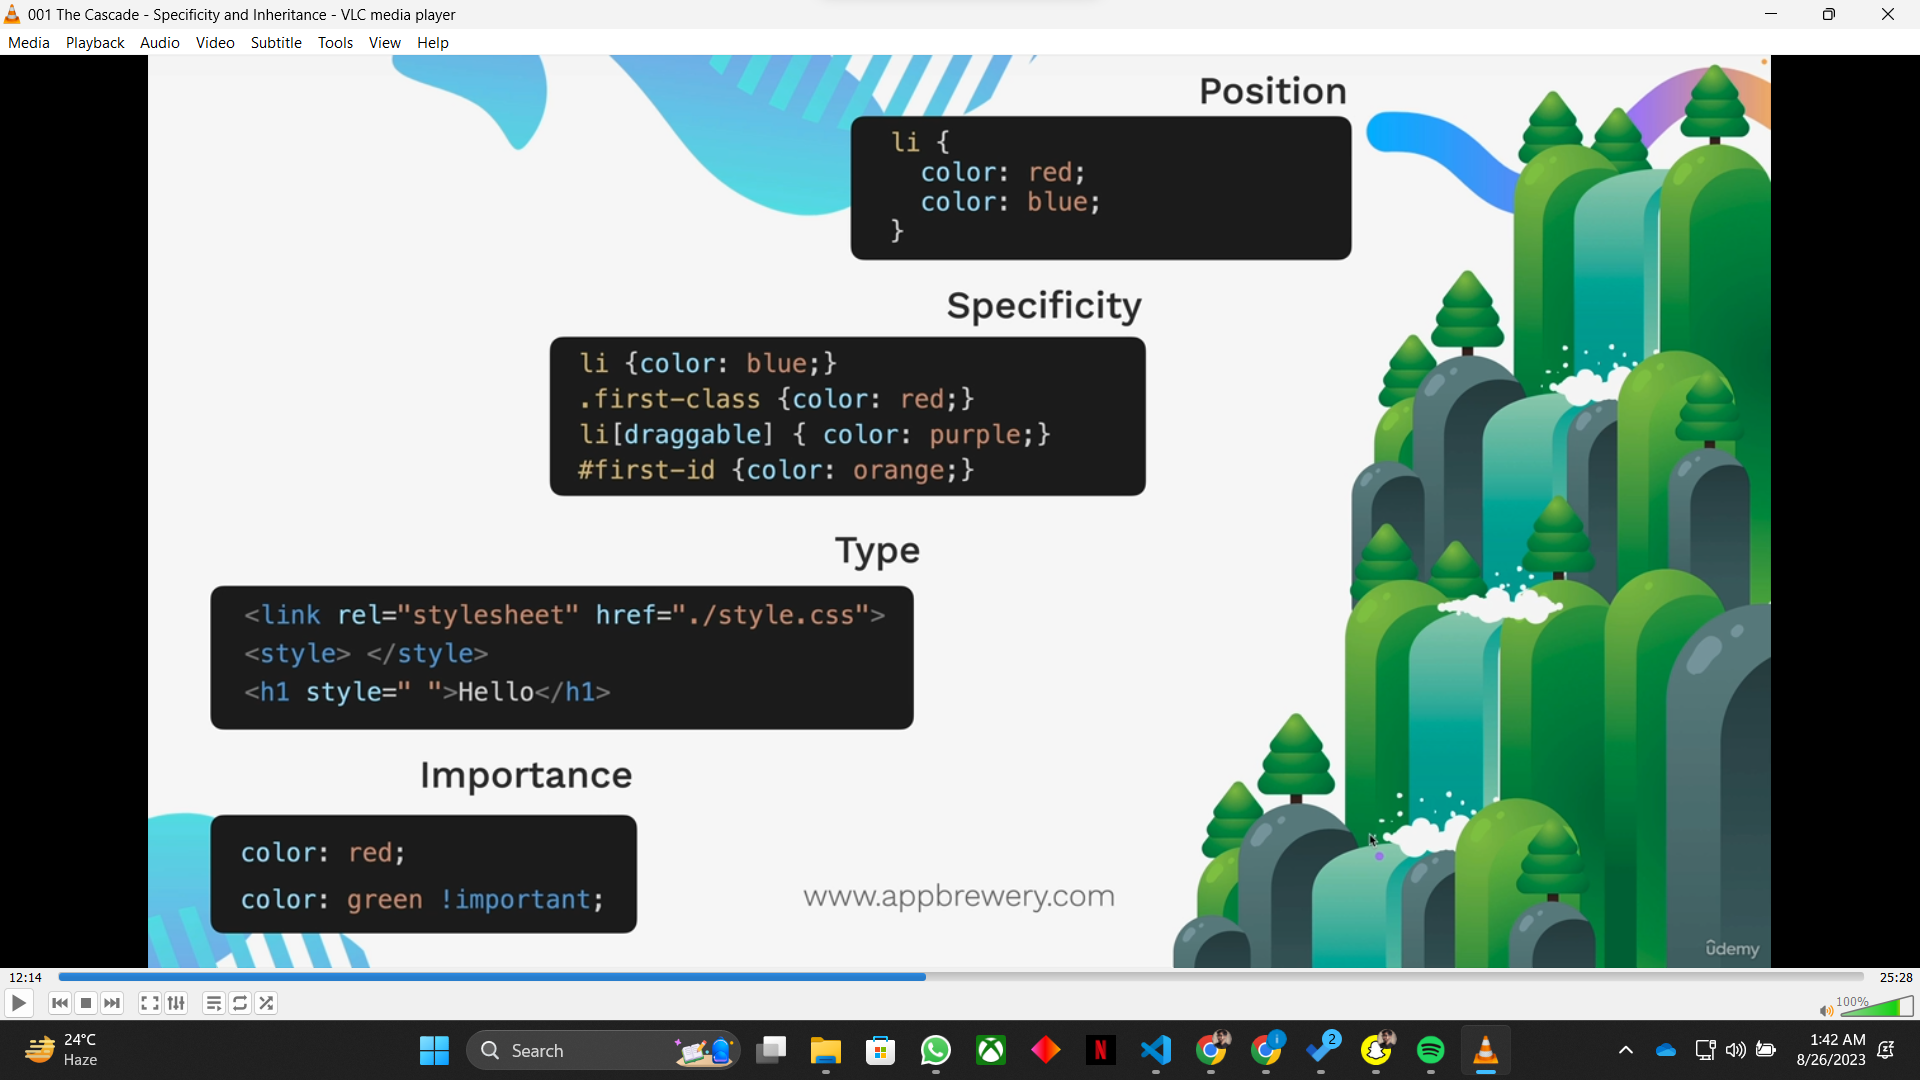 001 The Cascade - Specificity and Inheritance - VLC media player
Media Playback Audio Video Subtitle Tools View Help
Position
li {
color: red;
color: blue;
}
Specificity
li {color: blue;}
.first-class {color: red;}
li[draggable] { color: purple;}
#first-id {color: orange;}
Type
<link rel="stylesheet" href="./style.css">
<style> </style>
<h1 style=" ">Hello</h1>
Importance
color: red;
color: green !important;
www.appbrewery.com
ûdemy
12:14
25:28
100%
24°C
Haze
Search
N
2
1:42 AM
8/26/2023